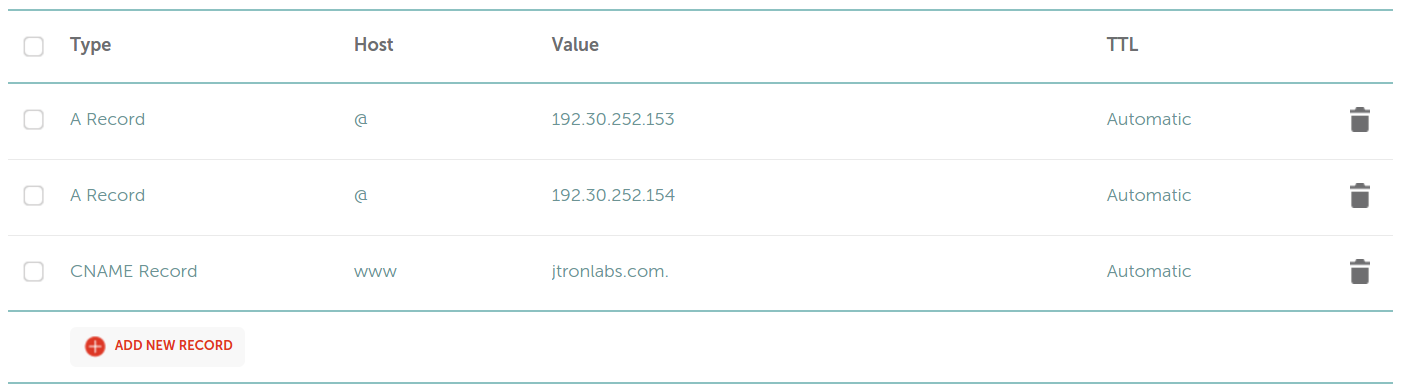 Type Host Value TTL
A Record @ 192.30.252.153 Automatic
A Record @ 192.30.252.154 Automatic
CNAME Record www jtronlabs.com. Automatic
ADD NEW RECORD